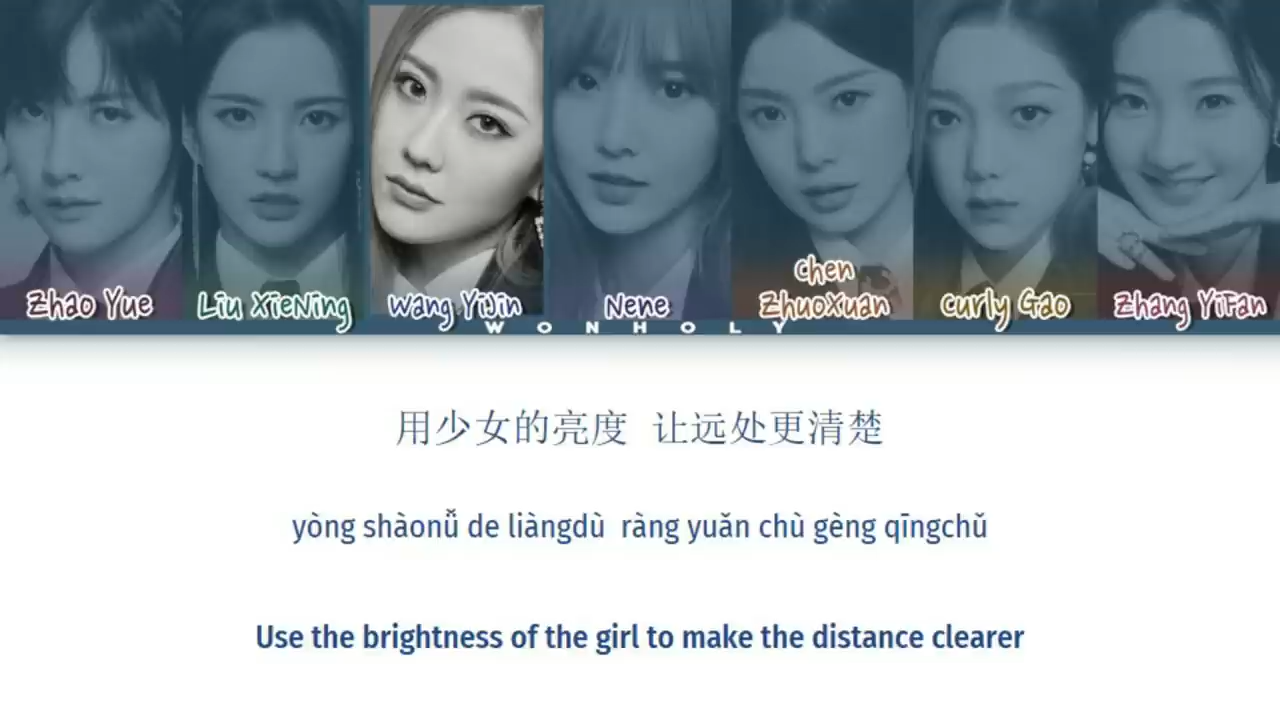 Zhao Yue
Liu XieNing
Wang YiJin
Nene
Chen
ZhuoXuan
Curly Gao
Zhang YiFan
WONHOLY
用少女的亮度 让远处更清楚
yòng shàonǚ de liàngdù ràng yuǎn chù gèng qīngchǔ
Use the brightness of the girl to make the distance clearer